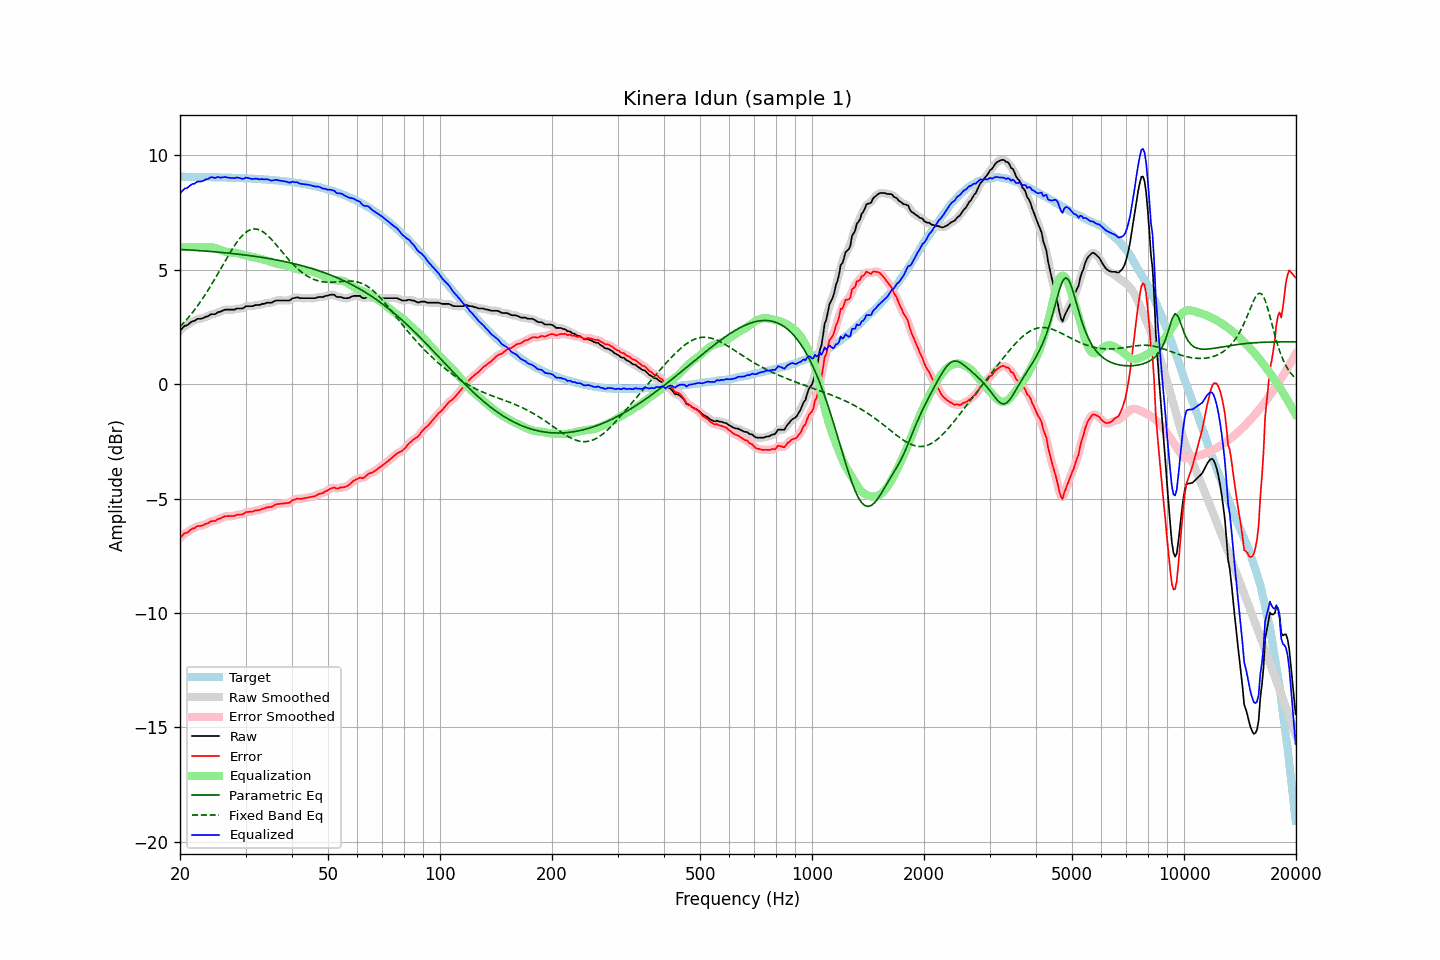 Kinera Idun (sample 1)
10
5
0
−5
−10
−15
−20
Amplitude (dBr)
Target
Raw Smoothed
Error Smoothed
Raw
Error
Equalization
Parametric Eq
Fixed Band Eq
Equalized
20 50 100 200 500 1000 2000 5000 10000 20000
Frequency (Hz)